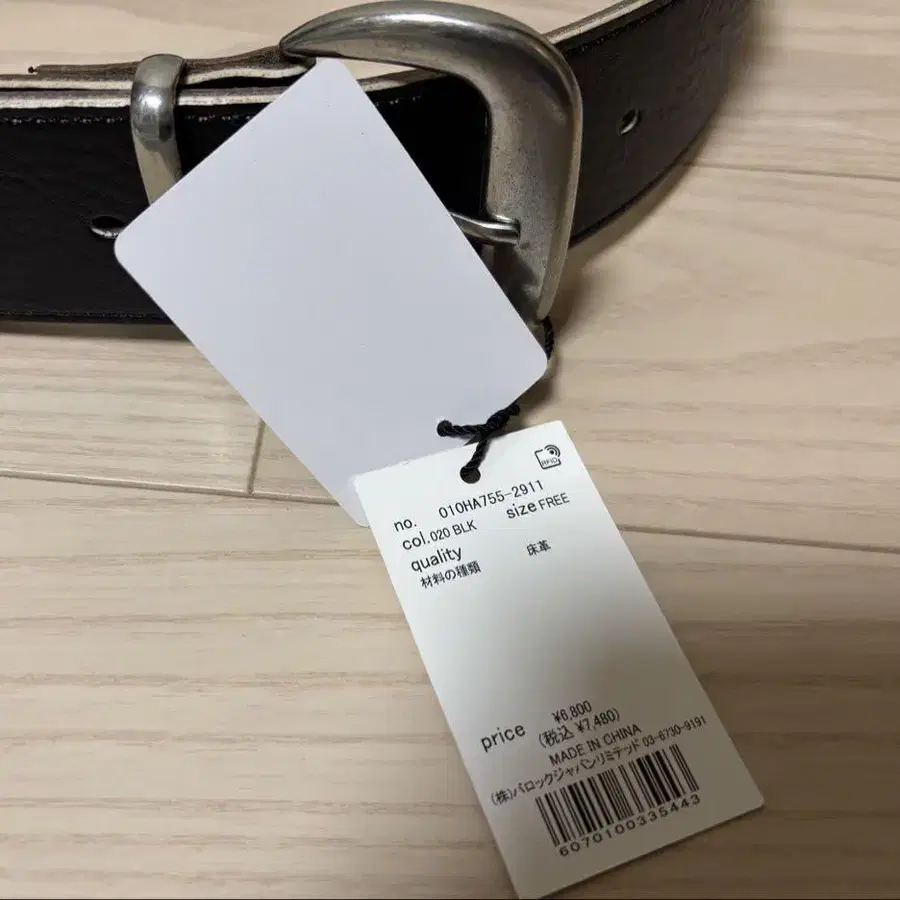 RFID
no. 010HA755-2911
col.020 BLK size FREE
quality 床革
材料の種類
price ¥6,800
(税込 ¥7,480)
MADE IN CHINA
(株)バロックジャパンリミテッド 03-6730-9191
6070100335443